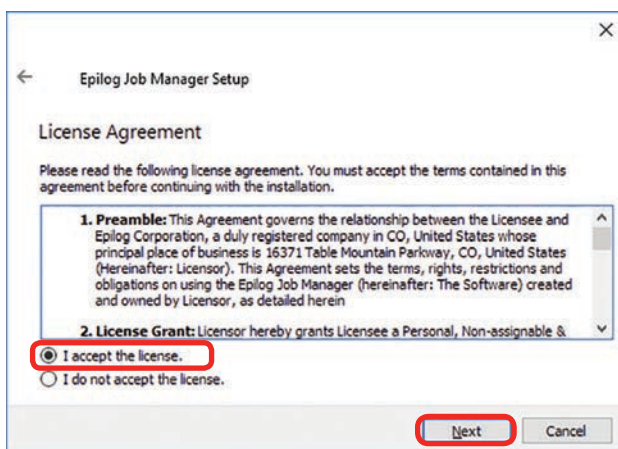 Epilog Job Manager Setup
License Agreement
Please read the following license agreement. You must accept the terms contained in this
agreement before continuing with the installation.
1. Preamble: This Agreement governs the relationship between the Licensee and
Epilog Corporation, a duly registered company in CO, United States whose
principal place of business is 16371 Table Mountain Parkway, CO, United States
(Hereinafter: Licensor). This Agreement sets the terms, rights, restrictions and
obligations on using the Epilog Job Manager (hereinafter: The Software) created
and owned by Licensor, as detailed herein
2. License Grant: Licensor hereby grants Licensee a Personal, Non-assignable &
I accept the license.
I do not accept the license.
Next Cancel